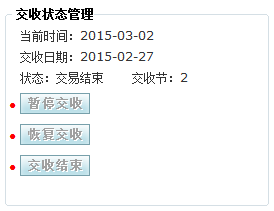 交收状态管理
当前时间：2015-03-02
交收日期：2015-02-27
状态：交易结束 交收节：2
暂停交收
恢复交收
交收结束